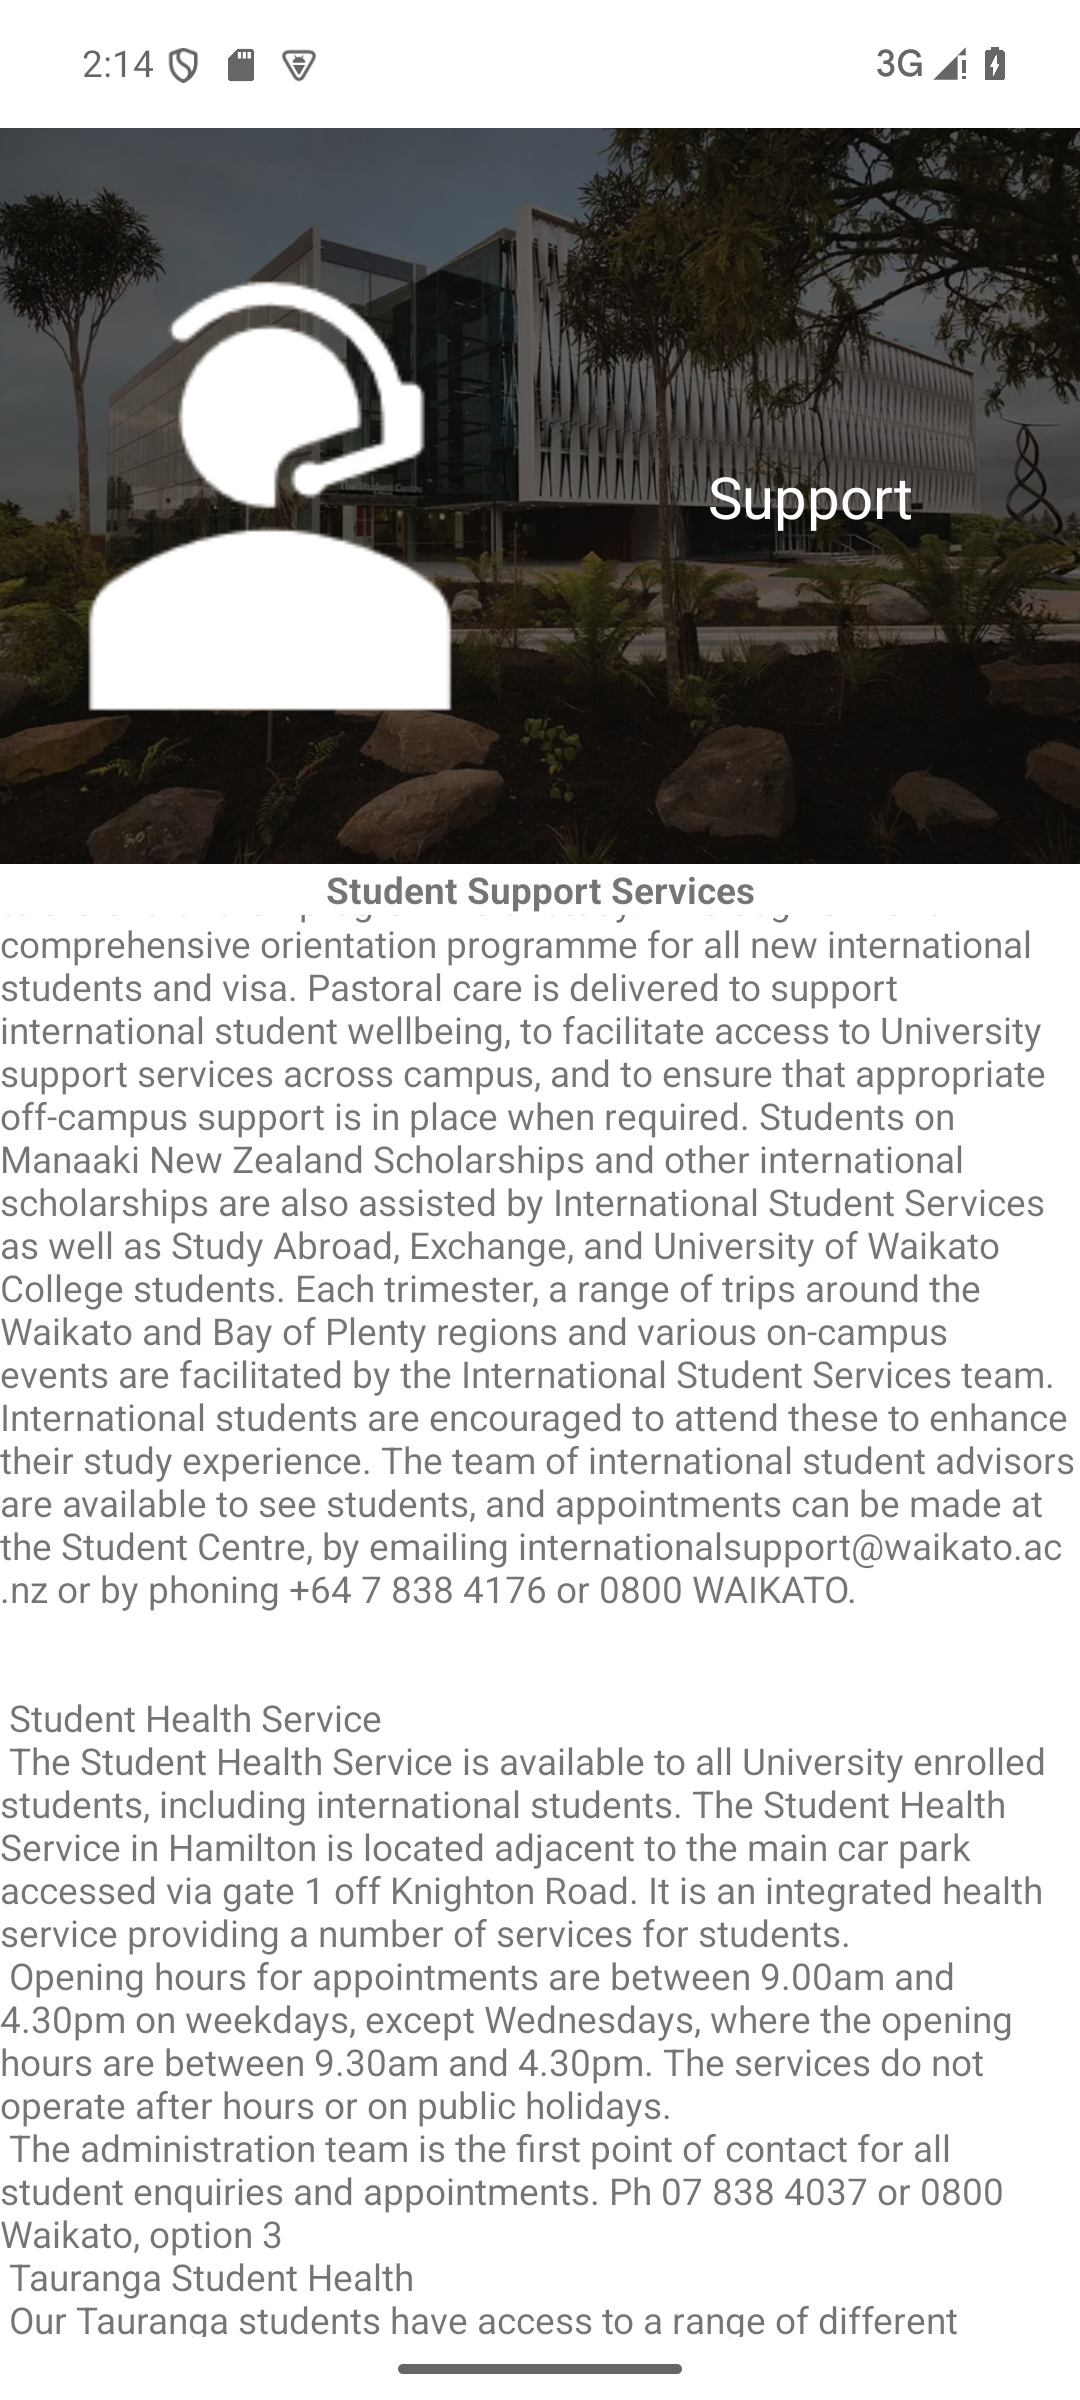 2:14
3G
Support
Student Support Services
comprehensive orientation programme for all new international
students and visa. Pastoral care is delivered to support
international student wellbeing, to facilitate access to University
support services across campus, and to ensure that appropriate
off-campus support is in place when required. Students on
Manaaki New Zealand Scholarships and other international
scholarships are also assisted by International Student Services
as well as Study Abroad, Exchange, and University of Waikato
College students. Each trimester, a range of trips around the
Waikato and Bay of Plenty regions and various on-campus
events are facilitated by the International Student Services team.
International students are encouraged to attend these to enhance
their study experience. The team of international student advisors
are available to see students, and appointments can be made at
the Student Centre, by emailing internationalsupport@waikato.ac
.nz or by phoning +64 7 838 4176 or 0800 WAIKATO.
Student Health Service
The Student Health Service is available to all University enrolled
students, including international students. The Student Health
Service in Hamilton is located adjacent to the main car park
accessed via gate 1 off Knighton Road. It is an integrated health
service providing a number of services for students.
Opening hours for appointments are between 9.00am and
4.30pm on weekdays, except Wednesdays, where the opening
hours are between 9.30am and 4.30pm. The services do not
operate after hours or on public holidays.
The administration team is the first point of contact for all
student enquiries and appointments. Ph 07 838 4037 or 0800
Waikato, option 3
Tauranga Student Health
Our Tauranga students have access to a range of different